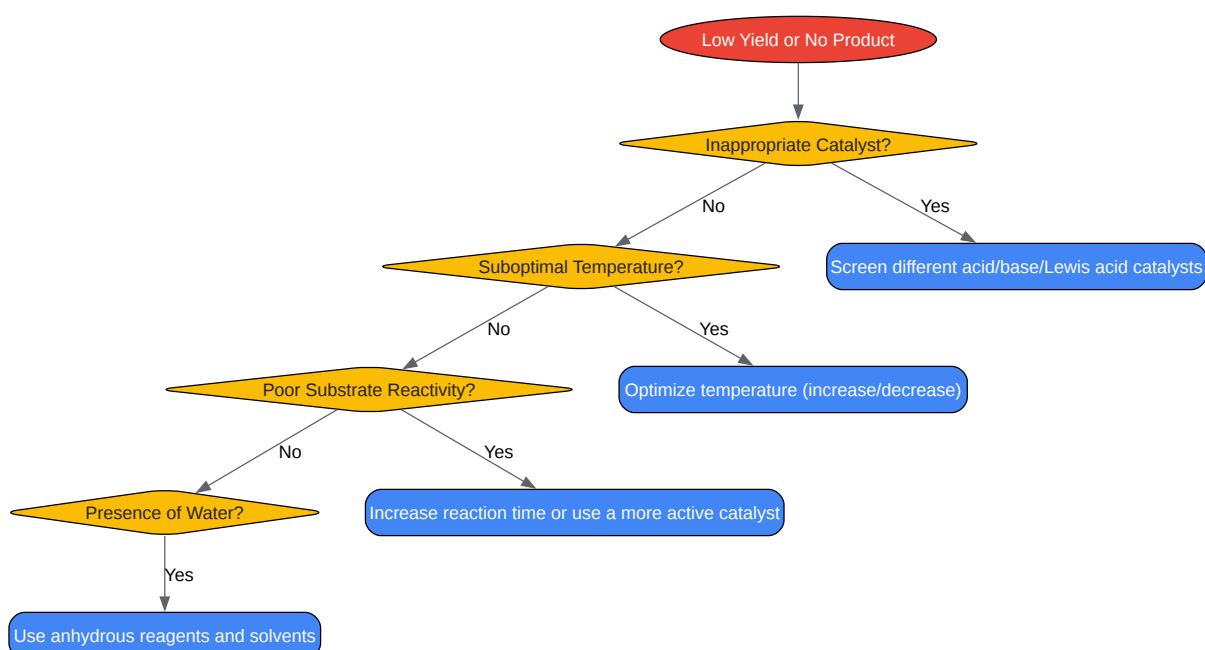 Low Yield or No Product
Inappropriate Catalyst?
No
Yes
Suboptimal Temperature?
Screen different acid/base/Lewis acid catalysts
No
Yes
Poor Substrate Reactivity?
Optimize temperature (increase/decrease)
No
Yes
Presence of Water?
Increase reaction time or use a more active catalyst
Yes
Use anhydrous reagents and solvents